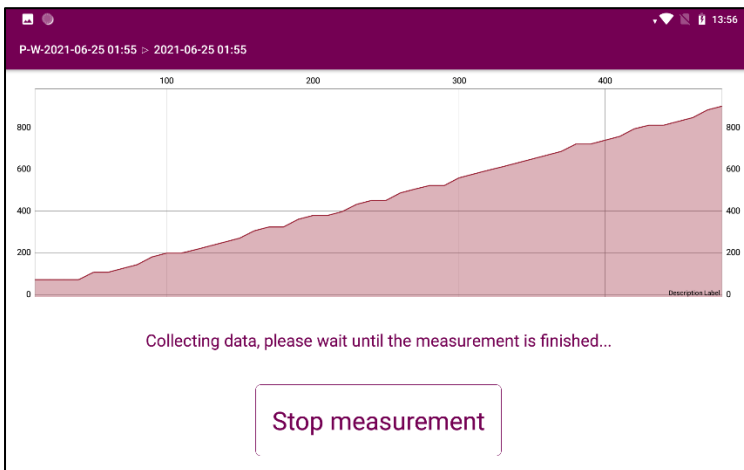 13:56
P-W-2021-06-25 01:55 ▷ 2021-06-25 01:55
100 200 300 400
800 800
600 600
400 400
200 200
0 Description Label 0
Collecting data, please wait until the measurement is finished...
Stop measurement